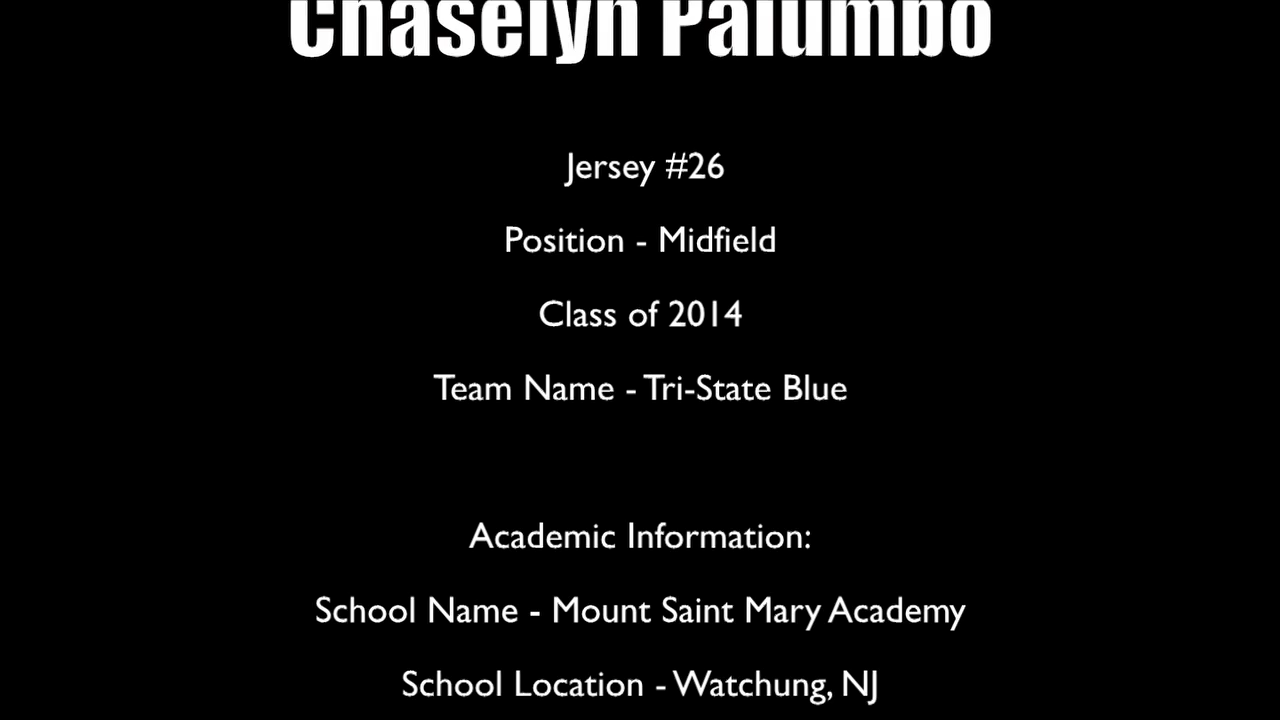 Chaselyn Palumbo
Jersey #26
Position - Midfield
Class of 2014
Team Name - Tri-State Blue
Academic Information:
School Name - Mount Saint Mary Academy
School Location - Watchung, NJ